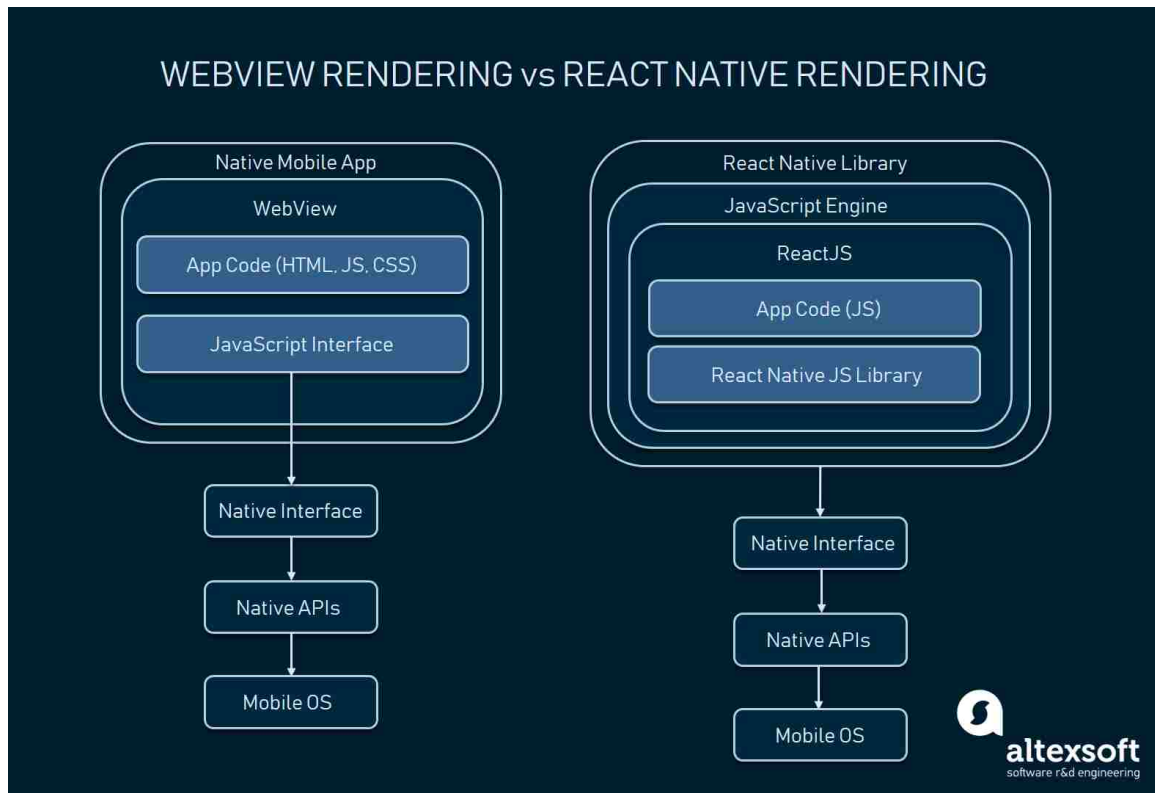 WEBVIEW RENDERING vs REACT NATIVE RENDERING
Native Mobile App
WebView
App Code (HTML, JS, CSS)
JavaScript Interface
Native Interface
Native APIs
Mobile OS
React Native Library
JavaScript Engine
ReactJS
App Code (JS)
React Native JS Library
Native Interface
Native APIs
Mobile OS
altexsoft
software r&d engineering